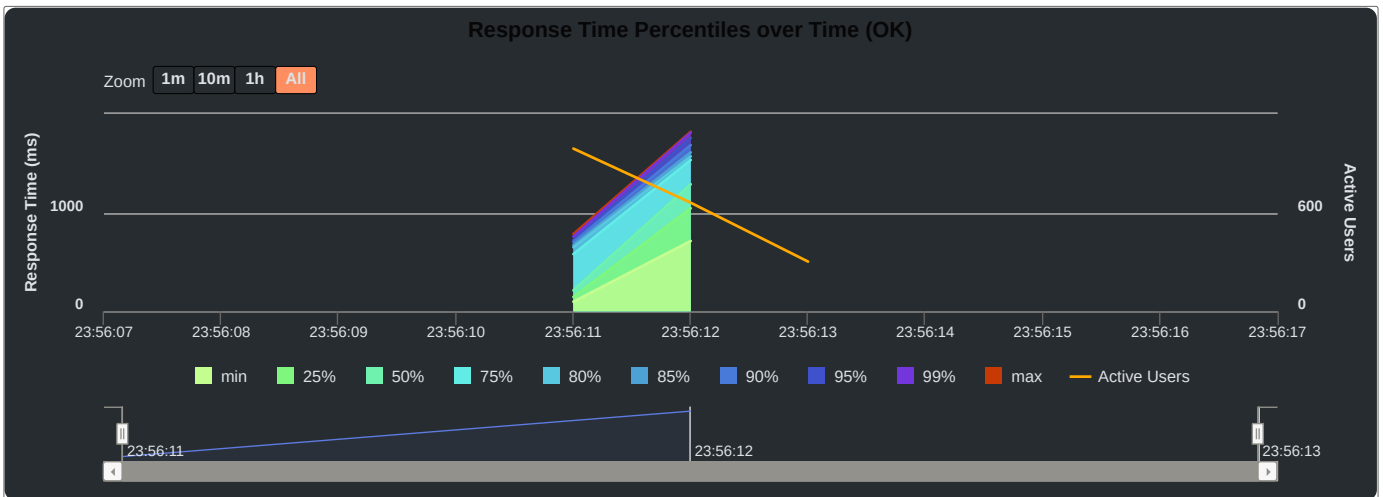 Response Time Percentiles over Time (OK)
Zoom 1m 10m 1h All
Response Time (ms)
1000
0
Active Users
600
0
23:56:07 23:56:08 23:56:09 23:56:10 23:56:11 23:56:12 23:56:13 23:56:14 23:56:15 23:56:16 23:56:17
min 25% 50% 75% 80% 85% 90% 95% 99% max Active Users
23:56:11 23:56:12 23:56:13